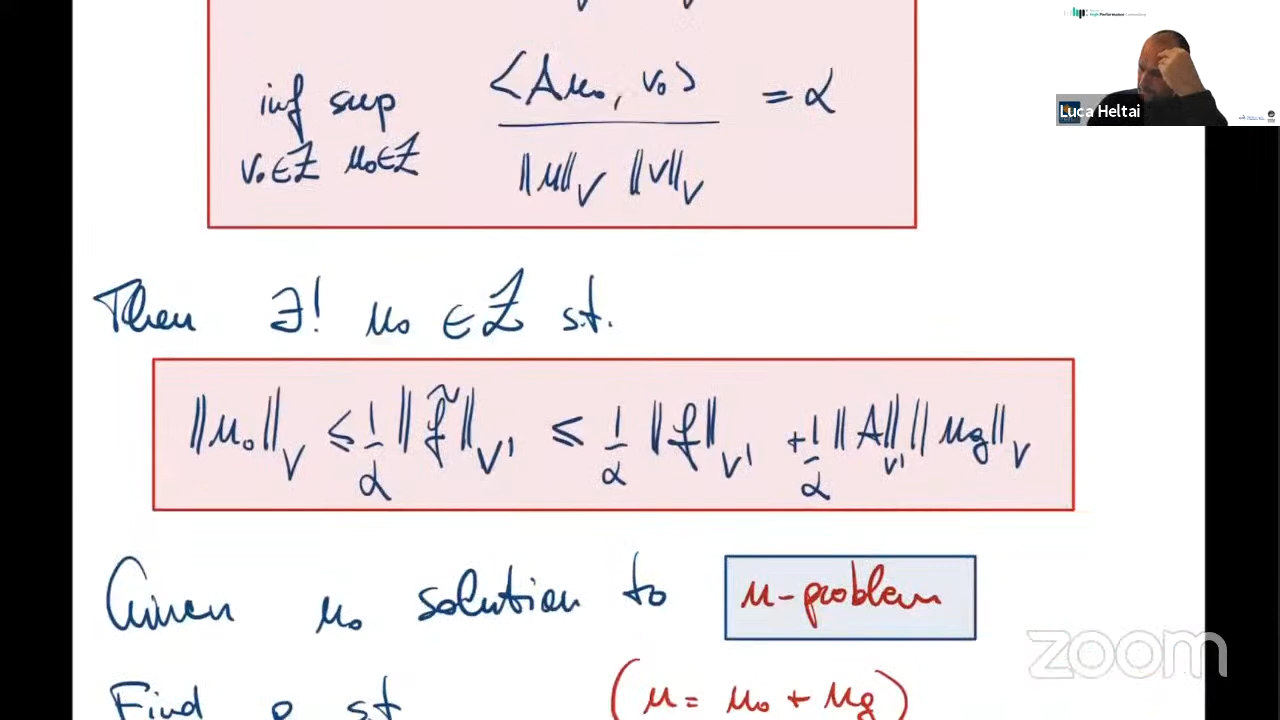 Luca Heltai
inf sup <Au₀, v₀> = α
v₀∈Z u₀∈Z ‖u‖_V ‖v‖_V
Then ∃! u₀ ∈ Z s.t.
‖u₀‖_V ≤ 1/α ‖f̃‖_V' ≤ 1/α ‖f‖_V' + 1/α ‖A‖_V' ‖u_g‖_V
Given u₀ solution to u-problem
Find p s.t (u = u₀ + u_g)
zoom